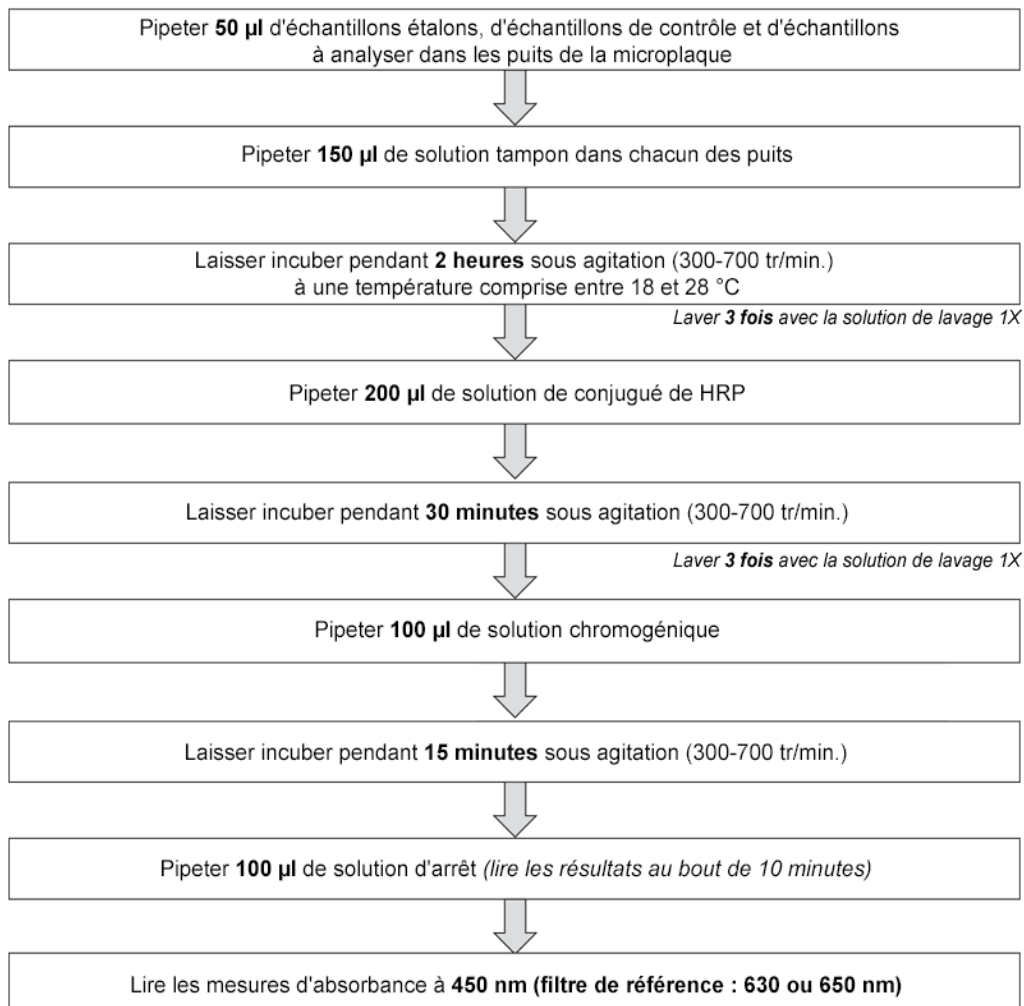 Pipeter 50 µl d'échantillons étalons, d'échantillons de contrôle et d'échantillons
à analyser dans les puits de la microplaque
Pipeter 150 µl de solution tampon dans chacun des puits
Laisser incuber pendant 2 heures sous agitation (300-700 tr/min.)
à une température comprise entre 18 et 28 °C
Laver 3 fois avec la solution de lavage 1X
Pipeter 200 µl de solution de conjugué de HRP
Laisser incuber pendant 30 minutes sous agitation (300-700 tr/min.)
Laver 3 fois avec la solution de lavage 1X
Pipeter 100 µl de solution chromogénique
Laisser incuber pendant 15 minutes sous agitation (300-700 tr/min.)
Pipeter 100 µl de solution d'arrêt (lire les résultats au bout de 10 minutes)
Lire les mesures d'absorbance à 450 nm (filtre de référence : 630 ou 650 nm)